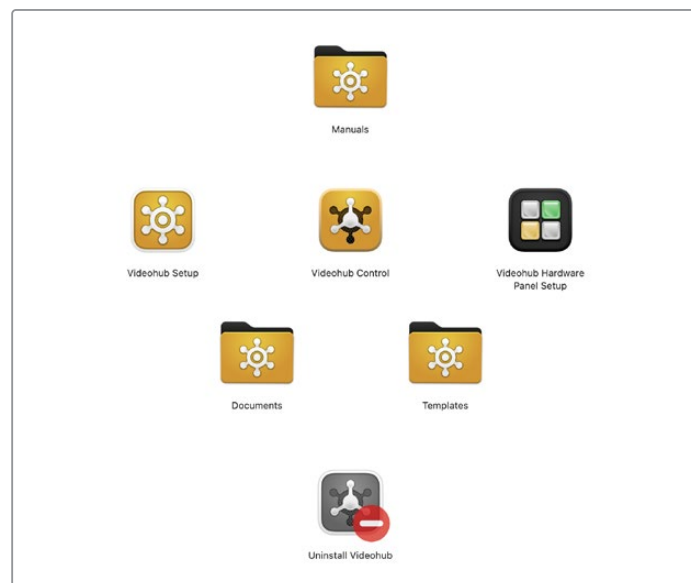 Manuals
Videohub Setup
Videohub Control
Videohub Hardware
Panel Setup
Documents
Templates
Uninstall Videohub